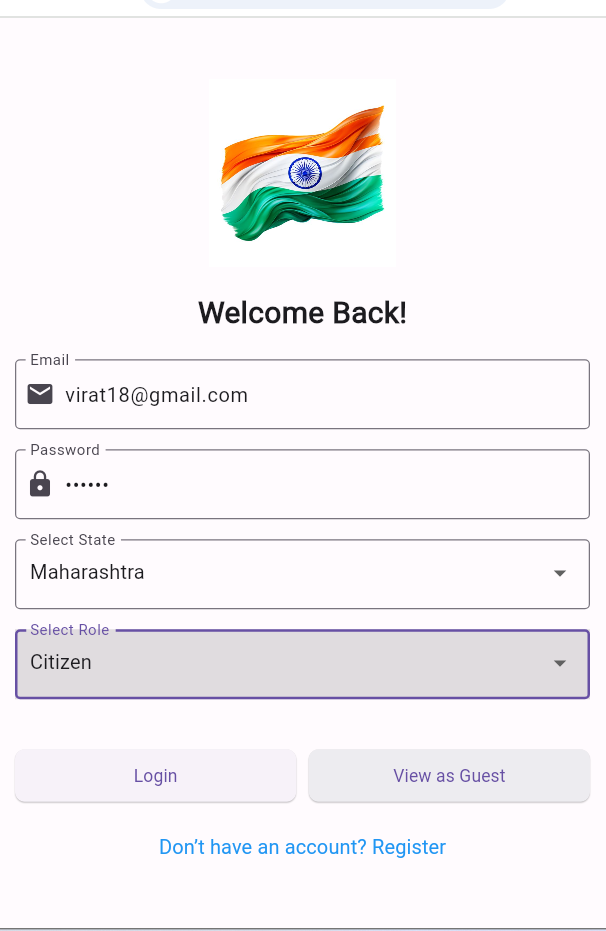 Welcome Back!
Email
virat18@gmail.com
Password
••••••
Select State
Maharashtra
Select Role
Citizen
Login
View as Guest
Don’t have an account? Register